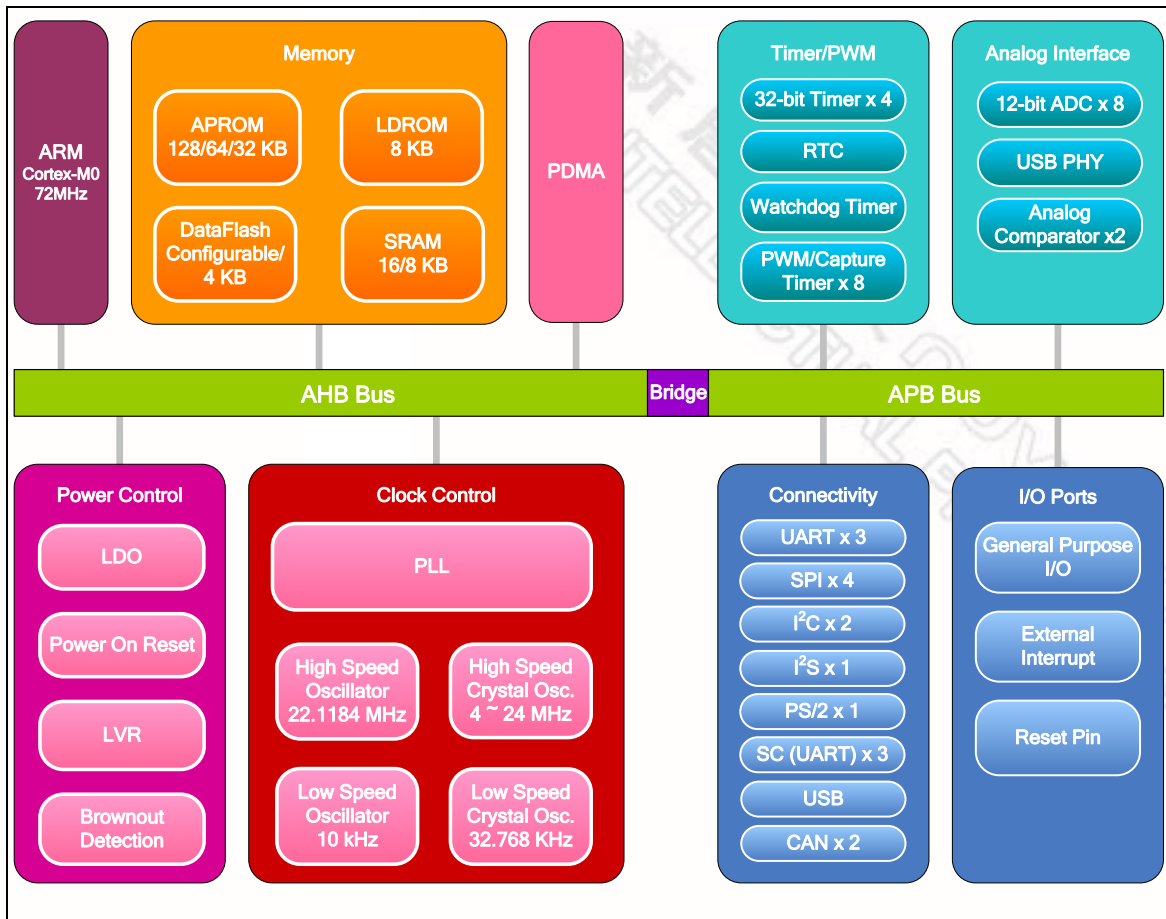 ARM
Cortex-M0
72MHz
Memory
APROM
128/64/32 KB
LDROM
8 KB
DataFlash
Configurable/
4 KB
SRAM
16/8 KB
PDMA
Timer/PWM
32-bit Timer x 4
RTC
Watchdog Timer
PWM/Capture
Timer x 8
Analog Interface
12-bit ADC x 8
USB PHY
Analog
Comparator x2
AHB Bus
Bridge
APB Bus
Power Control
LDO
Power On Reset
LVR
Brownout
Detection
Clock Control
PLL
High Speed
Oscillator
22.1184 MHz
High Speed
Crystal Osc.
4 ~ 24 MHz
Low Speed
Oscillator
10 kHz
Low Speed
Crystal Osc.
32.768 KHz
Connectivity
UART x 3
SPI x 4
I²C x 2
I²S x 1
PS/2 x 1
SC (UART) x 3
USB
CAN x 2
I/O Ports
General Purpose
I/O
External
Interrupt
Reset Pin